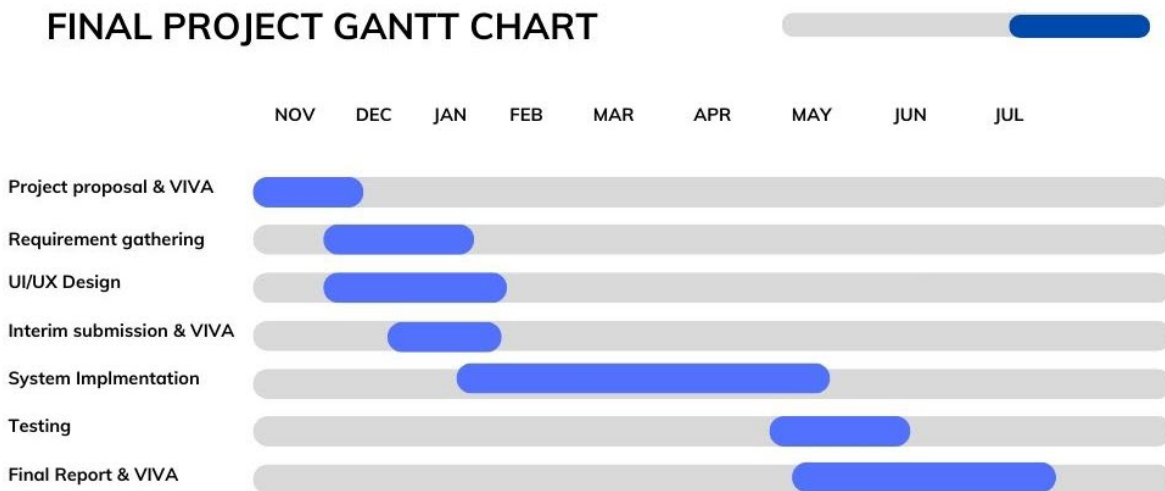 FINAL PROJECT GANTT CHART
NOV DEC JAN FEB MAR APR MAY JUN JUL
Project proposal & VIVA
Requirement gathering
UI/UX Design
Interim submission & VIVA
System Implmentation
Testing
Final Report & VIVA